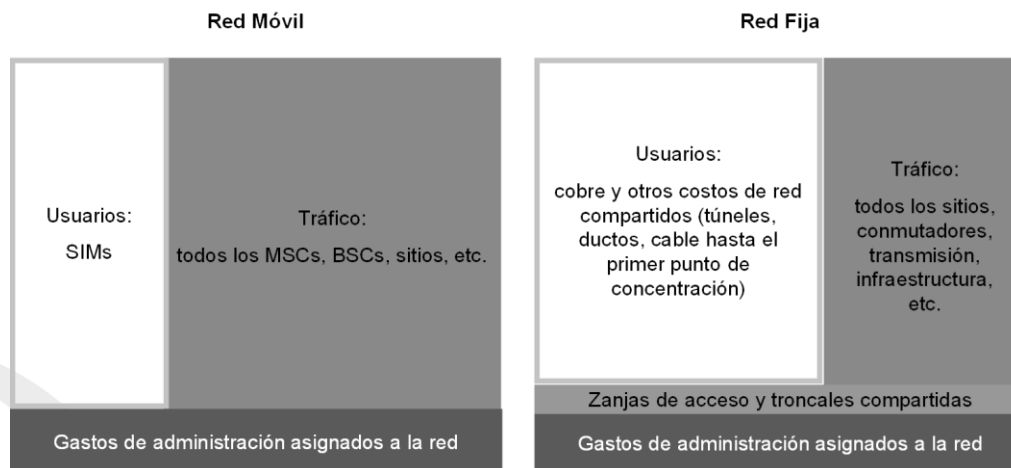 Red Móvil
Usuarios:
SIMs
Tráfico:
todos los MSCs, BSCs, sitios, etc.
Gastos de administración asignados a la red
Red Fija
Usuarios:
cobre y otros costos de red
compartidos (túneles,
ductos, cable hasta el
primer punto de
concentración)
Tráfico:
todos los sitios,
conmutadores,
transmisión,
infraestructura,
etc.
Zanjas de acceso y troncales compartidas
Gastos de administración asignados a la red